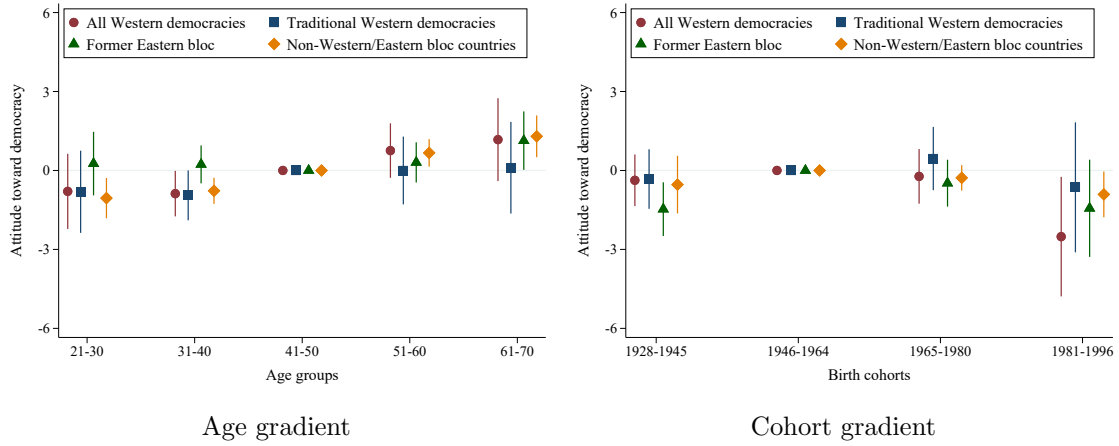 All Western democracies Traditional Western democracies
Former Eastern bloc Non-Western/Eastern bloc countries
6
3
0
-3
-6
Attitude toward democracy
21-30 31-40 41-50 51-60 61-70
Age groups
Age gradient
All Western democracies Traditional Western democracies
Former Eastern bloc Non-Western/Eastern bloc countries
6
3
0
-3
-6
Attitude toward democracy
1928-1945 1946-1964 1965-1980 1981-1996
Birth cohorts
Cohort gradient